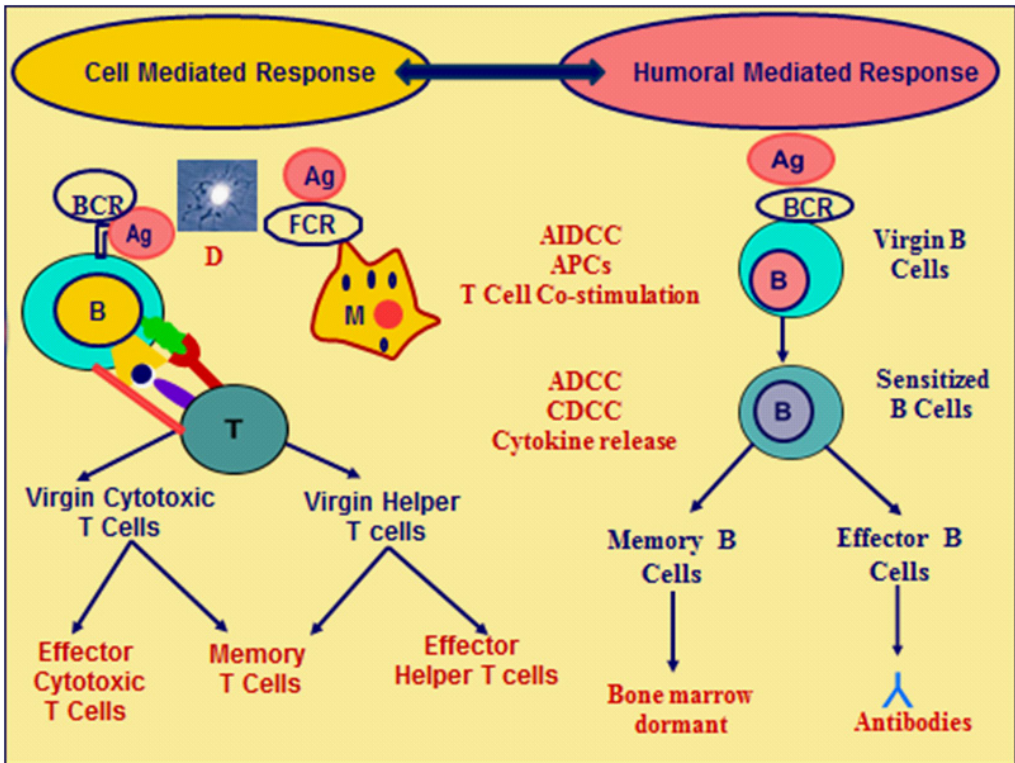 Cell Mediated Response
Humoral Mediated Response
BCR
Ag
D
Ag
FCR
M
B
T
Virgin Cytotoxic
T Cells
Virgin Helper
T cells
Effector
Cytotoxic
T Cells
Memory
T Cells
Effector
Helper T cells
AIDCC
APCs
T Cell Co-stimulation
ADCC
CDCC
Cytokine release
Ag
BCR
B
Virgin B
Cells
B
Sensitized
B Cells
Memory B
Cells
Effector B
Cells
Bone marrow
dormant
Antibodies